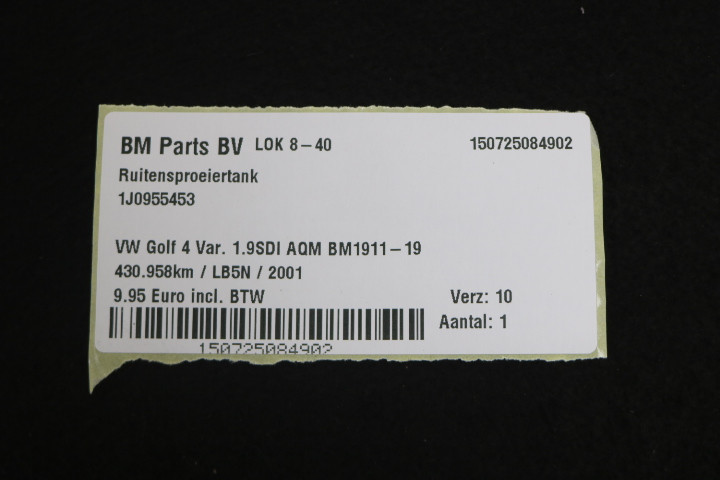 BM Parts BV LOK 8-40 150725084902
Ruitensproeiertank
1J0955453
VW Golf 4 Var. 1.9SDI AQM BM1911-19
430.958km / LB5N / 2001
9.95 Euro incl. BTW Verz: 10
Aantal: 1
150725084902